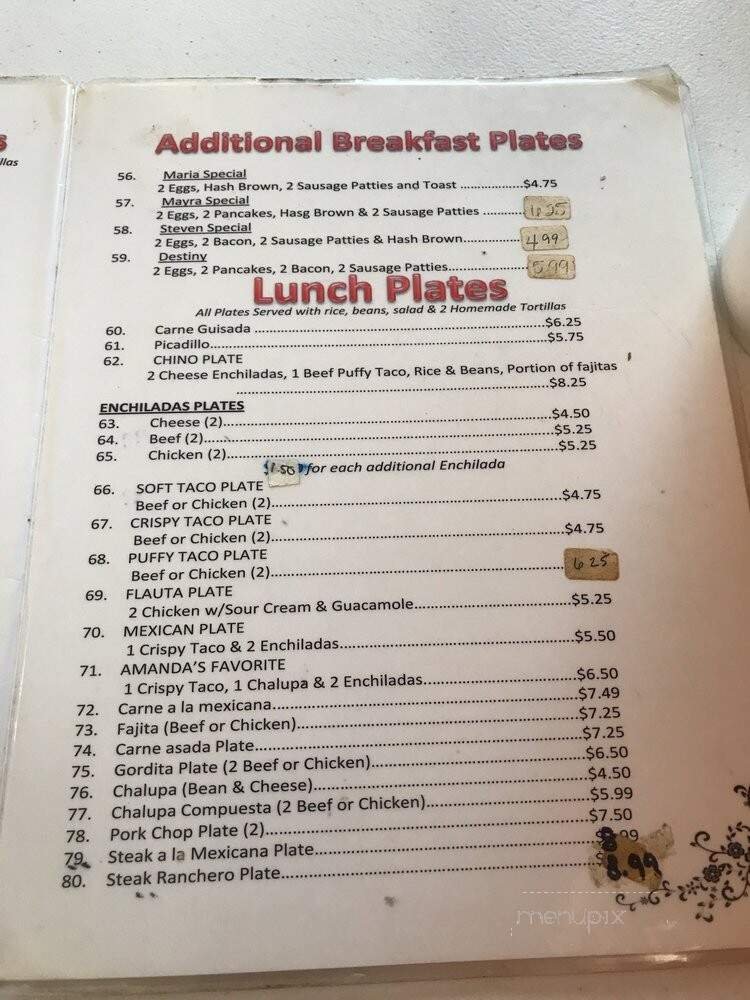 s
llas
Additional Breakfast Plates
56. Maria Special
2 Eggs, Hash Brown, 2 Sausage Patties and Toast ..................$4.75
57. Mayra Special
2 Eggs, 2 Pancakes, Hasg Brown & 2 Sausage Patties ..........
58. Steven Special
2 Eggs, 2 Bacon, 2 Sausage Patties & Hash Brown............... 4.99
59. Destiny
2 Eggs, 2 Pancakes, 2 Bacon, 2 Sausage Patties..................... 5.99
Lunch Plates
All Plates Served with rice, beans, salad & 2 Homemade Tortillas
60. Carne Guisada ..................$6.25
61. Picadillo..................$5.75
62. CHINO PLATE
2 Cheese Enchiladas, 1 Beef Puffy Taco, Rice & Beans, Portion of fajitas
..................$8.25
ENCHILADAS PLATES
63. Cheese (2)..................$4.50
64. Beef (2)..................$5.25
65. Chicken (2)..................$5.25
$1.50 for each additional Enchilada
66. SOFT TACO PLATE
Beef or Chicken (2)..................$4.75
67. CRISPY TACO PLATE
Beef or Chicken (2)..................$4.75
68. PUFFY TACO PLATE
Beef or Chicken (2).................. 6.25
69. FLAUTA PLATE
2 Chicken w/Sour Cream & Guacamole..................$5.25
70. MEXICAN PLATE
1 Crispy Taco & 2 Enchiladas..................$5.50
71. AMANDA'S FAVORITE
1 Crispy Taco, 1 Chalupa & 2 Enchiladas..................$6.50
72. Carne a la mexicana..................$7.49
73. Fajita (Beef or Chicken)..................$7.25
74. Carne asada Plate..................$7.25
75. Gordita Plate (2 Beef or Chicken)..................$6.50
76. Chalupa (Bean & Cheese)..................$4.50
77. Chalupa Compuesta (2 Beef or Chicken)..................$5.99
78. Pork Chop Plate (2)..................$7.50
79. Steak a la Mexicana Plate..................$8.99
80. Steak Ranchero Plate..................8.99
menupix